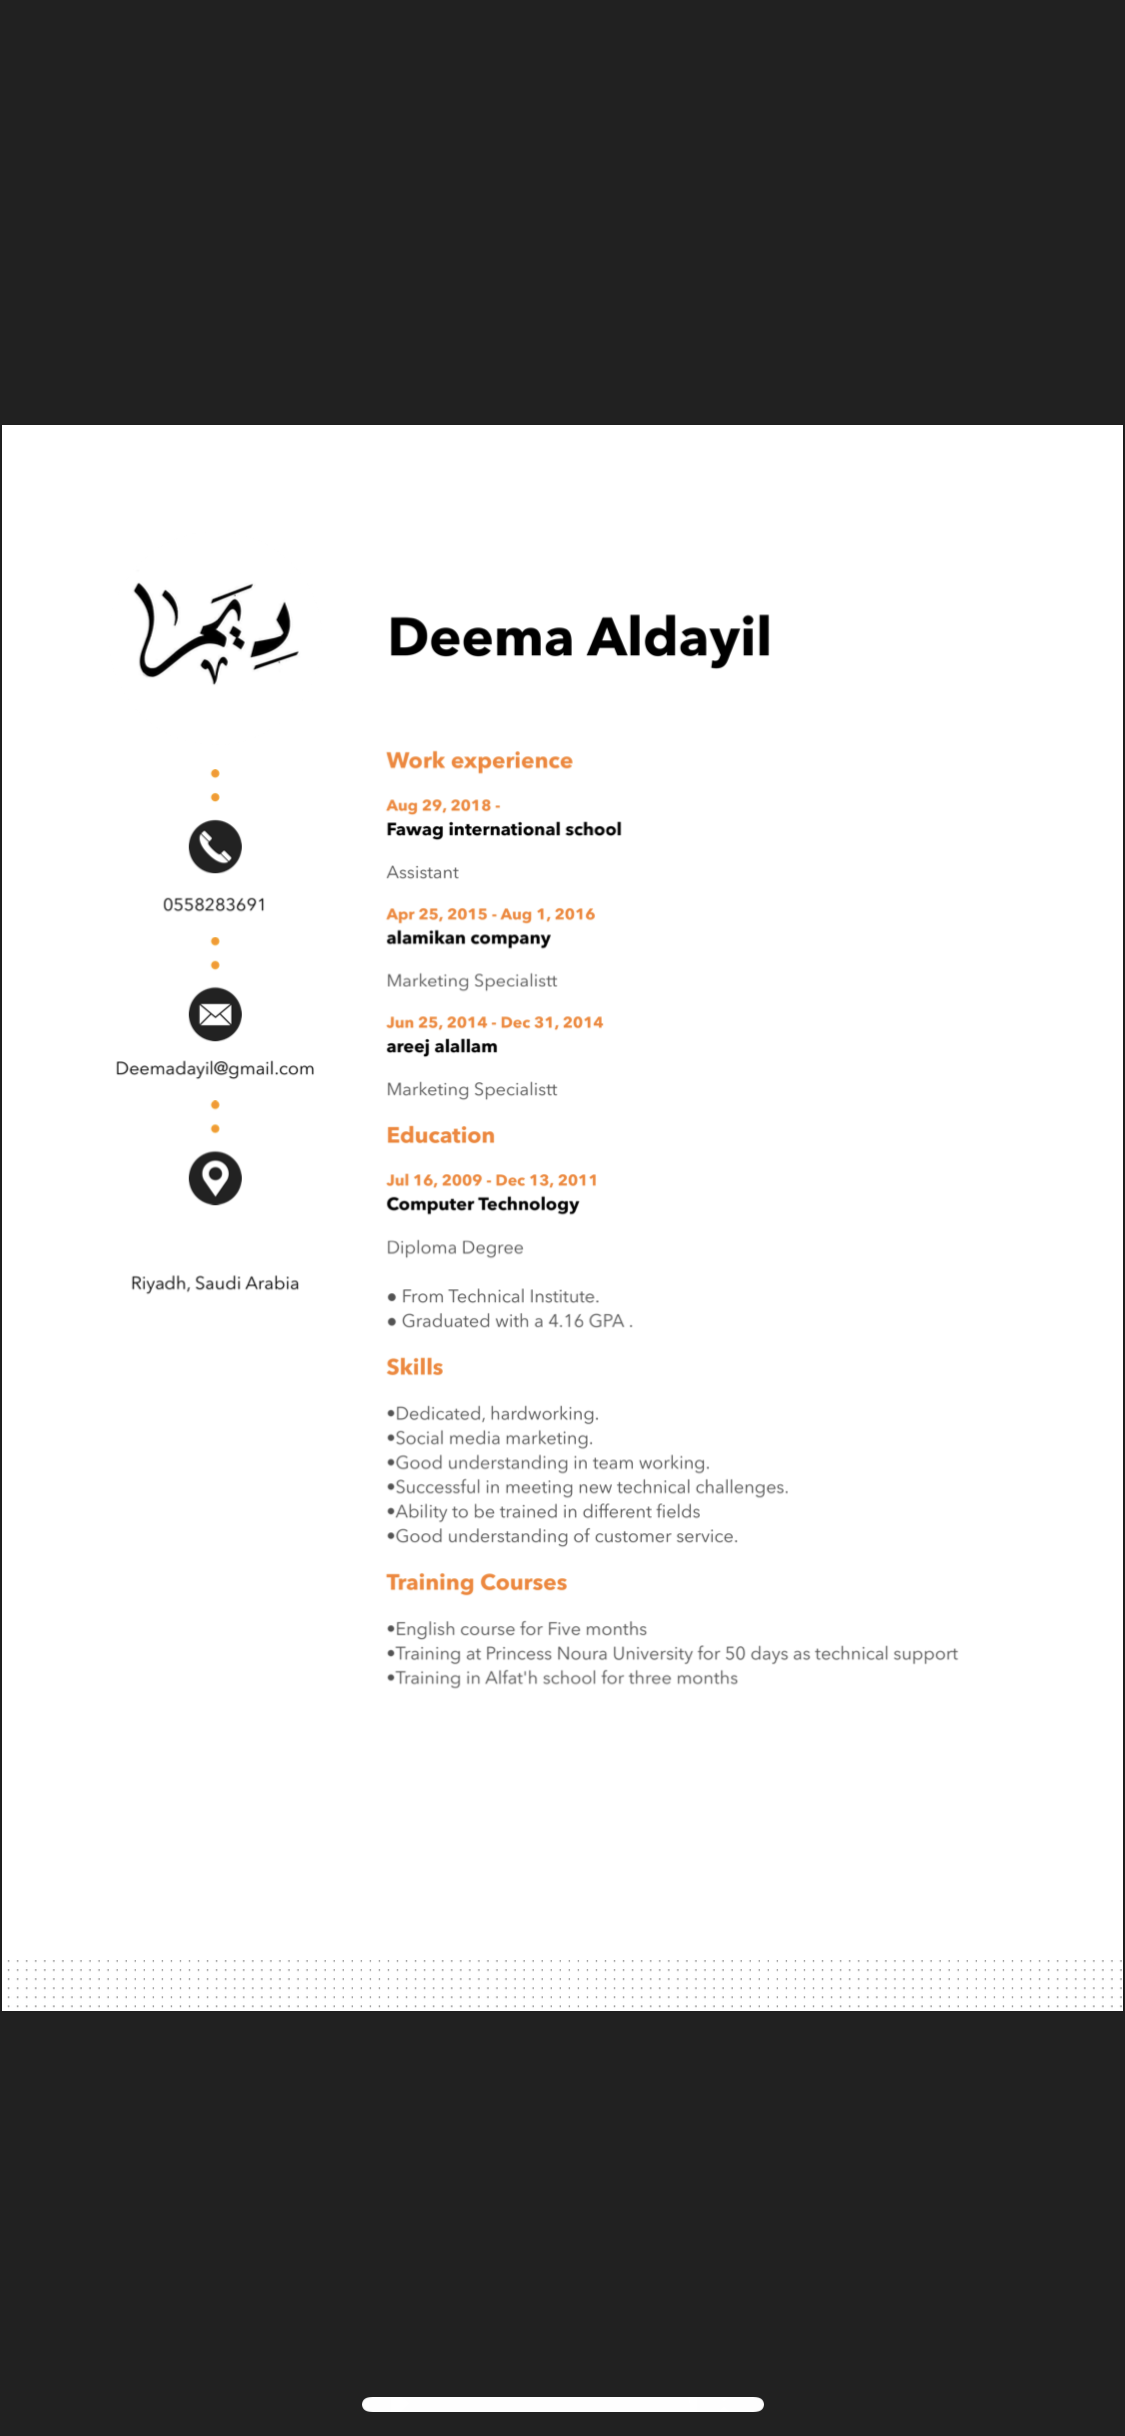 دِيَمـا
Deema Aldayil
0558283691
Deemadayil@gmail.com
Riyadh, Saudi Arabia
Work experience
Aug 29, 2018 -
Fawag international school
Assistant
Apr 25, 2015 - Aug 1, 2016
alamikan company
Marketing Specialistt
Jun 25, 2014 - Dec 31, 2014
areej alallam
Marketing Specialistt
Education
Jul 16, 2009 - Dec 13, 2011
Computer Technology
Diploma Degree
● From Technical Institute.
● Graduated with a 4.16 GPA .
Skills
•Dedicated, hardworking.
•Social media marketing.
•Good understanding in team working.
•Successful in meeting new technical challenges.
•Ability to be trained in different fields
•Good understanding of customer service.
Training Courses
•English course for Five months
•Training at Princess Noura University for 50 days as technical support
•Training in Alfat'h school for three months